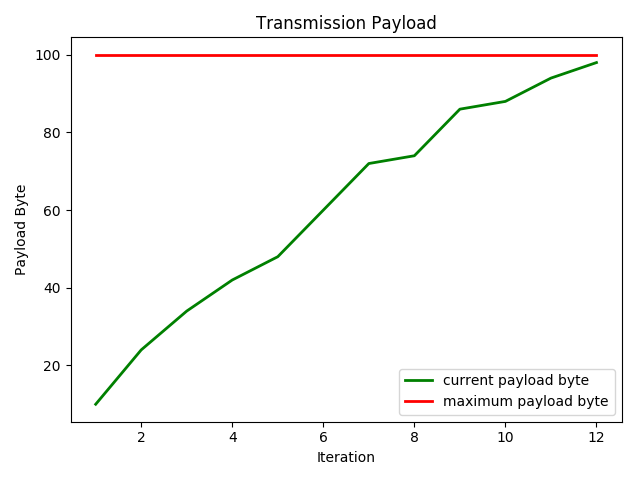 Transmission Payload
100
80
60
40
20
Payload Byte
2 4 6 8 10 12
Iteration
current payload byte
maximum payload byte